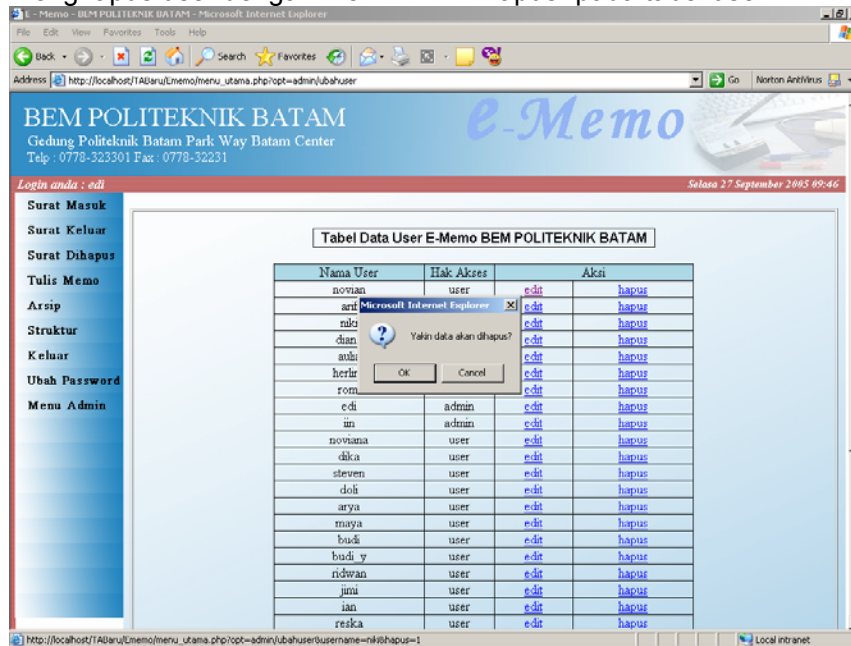 E - Memo - BEM POLITEKNIK BATAM - Microsoft Internet Explorer
File Edit View Favorites Tools Help
Back Search Favorites
Address http://localhost/TABaru/Ememo/menu_utama.php?opt=admin/ubahuser Go Norton AntiVirus
BEM POLITEKNIK BATAM
Gedung Politeknik Batam Park Way Batam Center
Telp : 0778-323301 Fax : 0778-32231
e-Memo
Login anda : edi Selasa 27 September 2005 09:46
Surat Masuk
Surat Keluar
Surat Dihapus
Tulis Memo
Arsip
Struktur
Keluar
Ubah Password
Menu Admin
Tabel Data User E-Memo BEM POLITEKNIK BATAM
Nama User Hak Akses Aksi
novian user edit hapus
arif edit hapus
edit hapus
dian edit hapus
edit hapus
edit hapus
edit hapus
edi admin edit hapus
iin admin edit hapus
noviana user edit hapus
dika user edit hapus
steven user edit hapus
doli user edit hapus
arya user edit hapus
maya user edit hapus
budi user edit hapus
budi_y user edit hapus
ridwan user edit hapus
jimi user edit hapus
ian user edit hapus
reska user edit hapus
Microsoft Internet Explorer
Yakin data akan dihapus?
OK Cancel
http://localhost/TABaru/Ememo/menu_utama.php?opt=admin/ubahuser&username=niki&hapus=1 Local intranet